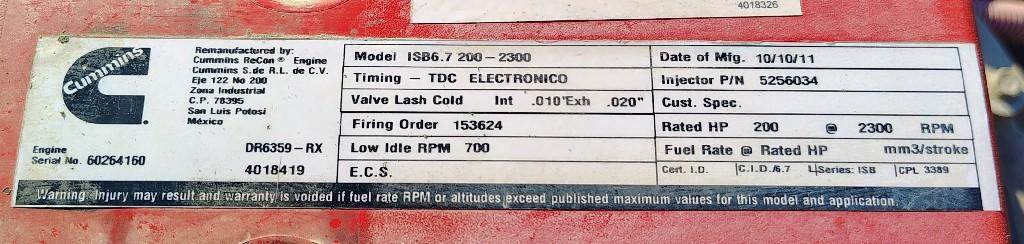 4018326
Cummins
Remanufactured by:
Cummins ReCon ® Engine
Cummins S.de R.L. de C.V.
Eje 122 No 200
Zona Industrial
C.P. 78395
San Luis Potosi
México
Engine
Serial No. 60264160
DR6359-RX
4018419
Model ISB6.7 200-2300
Timing - TDC ELECTRONICO
Valve Lash Cold Int .010"Exh .020"
Firing Order 153624
Low Idle RPM 700
E.C.S.
Date of Mfg. 10/10/11
Injector P/N 5256034
Cust. Spec.
Rated HP 200 @ 2300 RPM
Fuel Rate @ Rated HP mm3/stroke
Cert. I.D. C.I.D./6.7 L Series: ISB CPL 3389
Warning Injury may result and warranty is voided if fuel rate RPM or altitudes exceed published maximum values for this model and application.